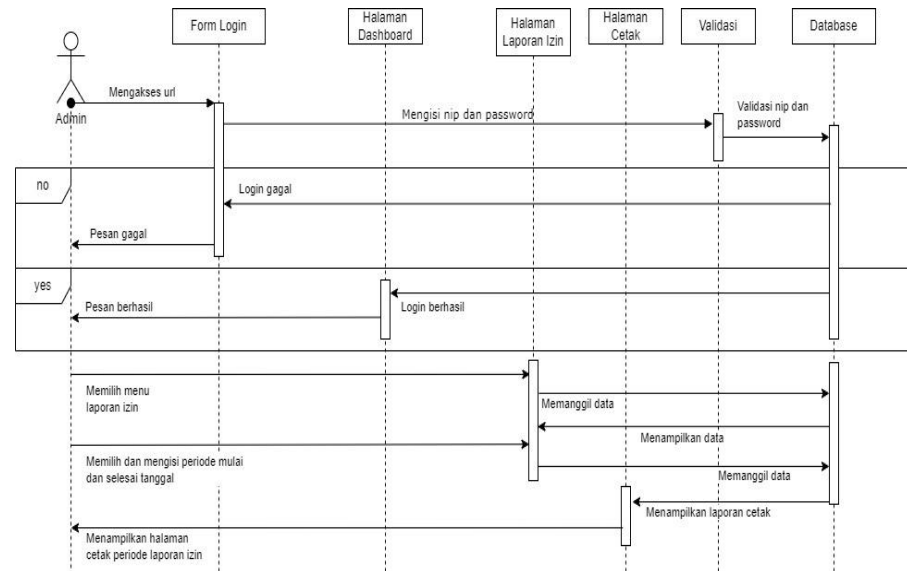 Form Login
Halaman
Dashboard
Halaman
Laporan Izin
Halaman
Cetak
Validasi
Database
Admin
Mengakses url
Mengisi nip dan password
Validasi nip dan
password
no
Login gagal
Pesan gagal
yes
Login berhasil
Pesan berhasil
Memilih menu
laporan izin
Memanggil data
Menampilkan data
Memilih dan mengisi periode mulai
dan selesai tanggal
Memanggil data
Menampilkan laporan cetak
Menampilkan halaman
cetak periode laporan izin